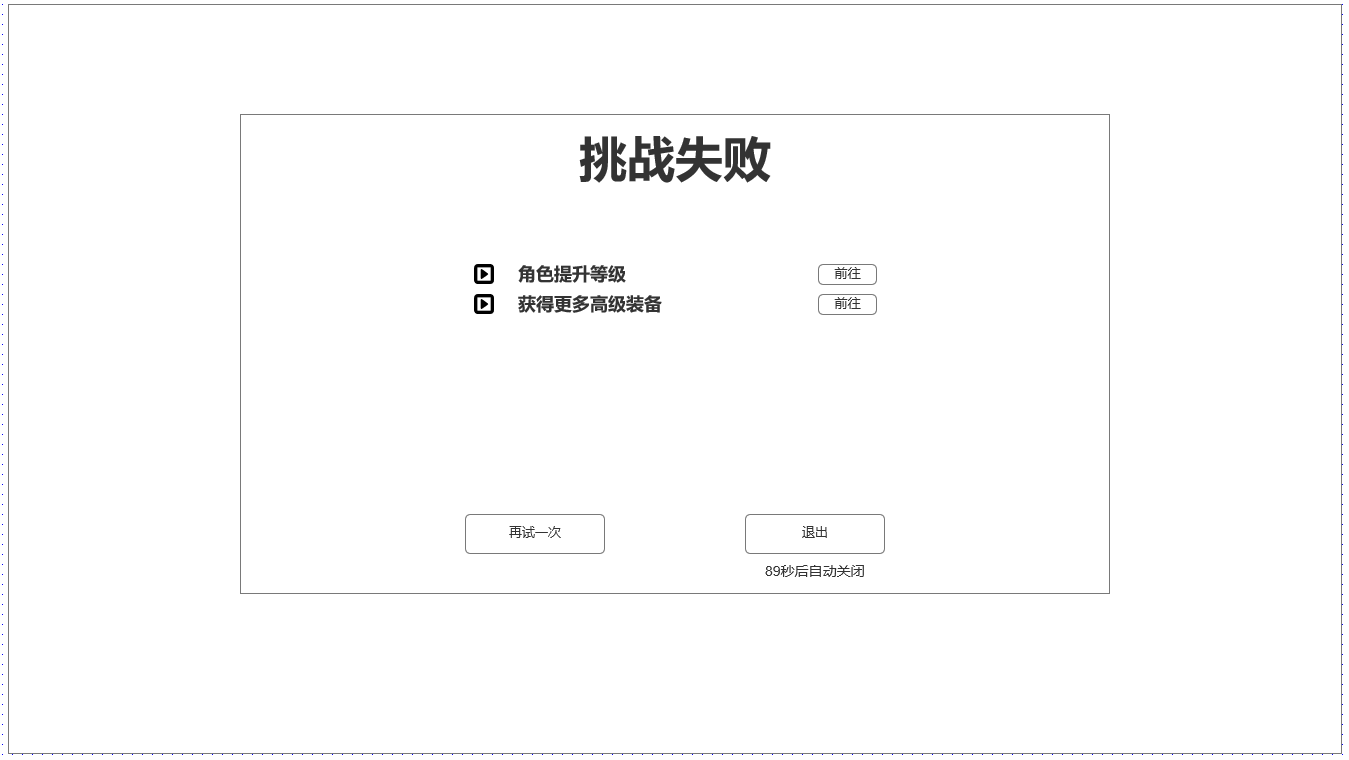 挑战失败
角色提升等级 前往
获得更多高级装备 前往
再试一次 退出
89秒后自动关闭